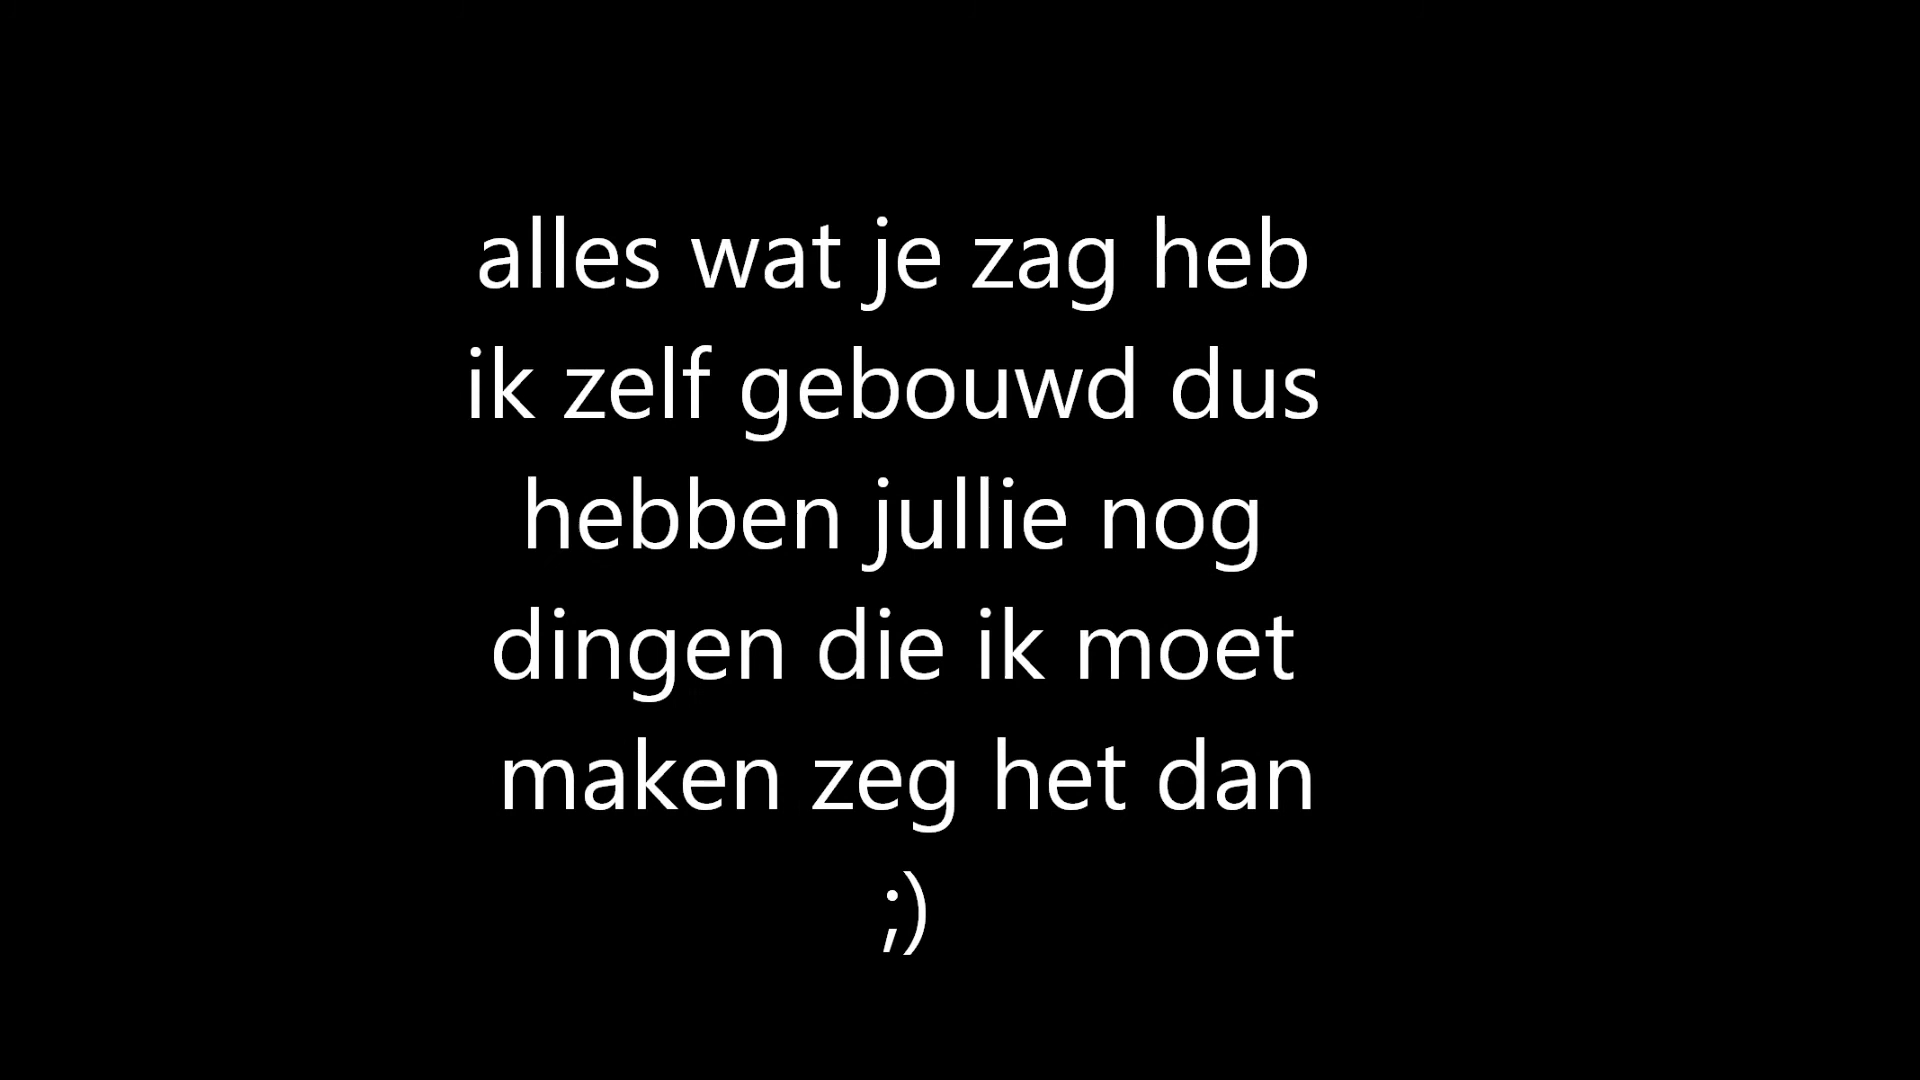 alles wat je zag heb
ik zelf gebouwd dus
hebben jullie nog
dingen die ik moet
maken zeg het dan
;)